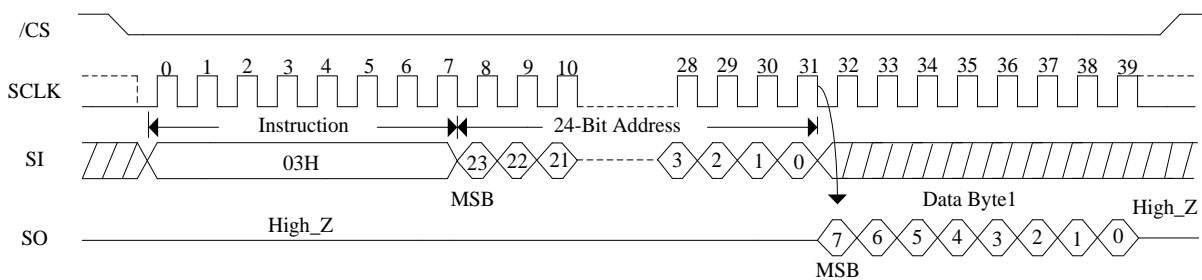 /CS
0 1 2 3 4 5 6 7 8 9 10 28 29 30 31 32 33 34 35 36 37 38 39
SCLK
Instruction 24-Bit Address
SI 03H 23 22 21 3 2 1 0
MSB Data Byte1
High_Z High_Z
SO 7 6 5 4 3 2 1 0
MSB